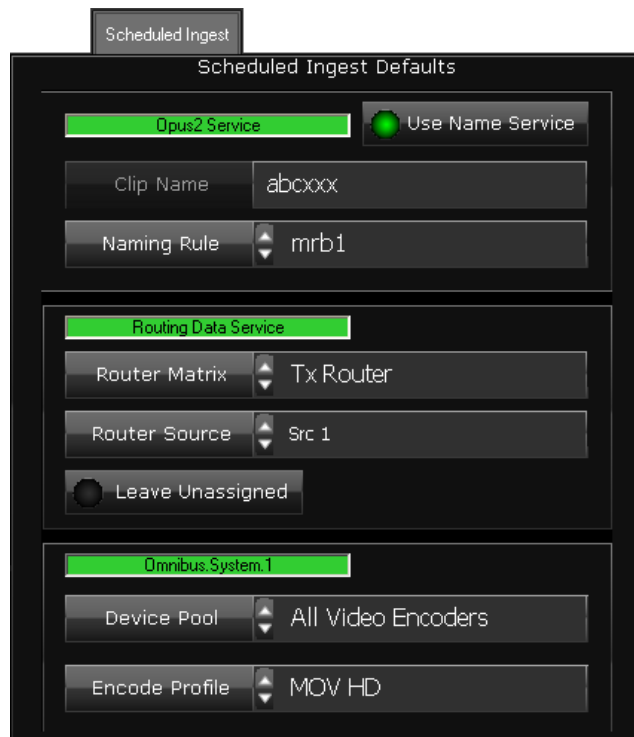 Scheduled Ingest
Scheduled Ingest Defaults
Opus2 Service
Use Name Service
Clip Name abcxxx
Naming Rule mrb1
Routing Data Service
Router Matrix Tx Router
Router Source Src 1
Leave Unassigned
Omnibus.System.1
Device Pool All Video Encoders
Encode Profile MOV HD